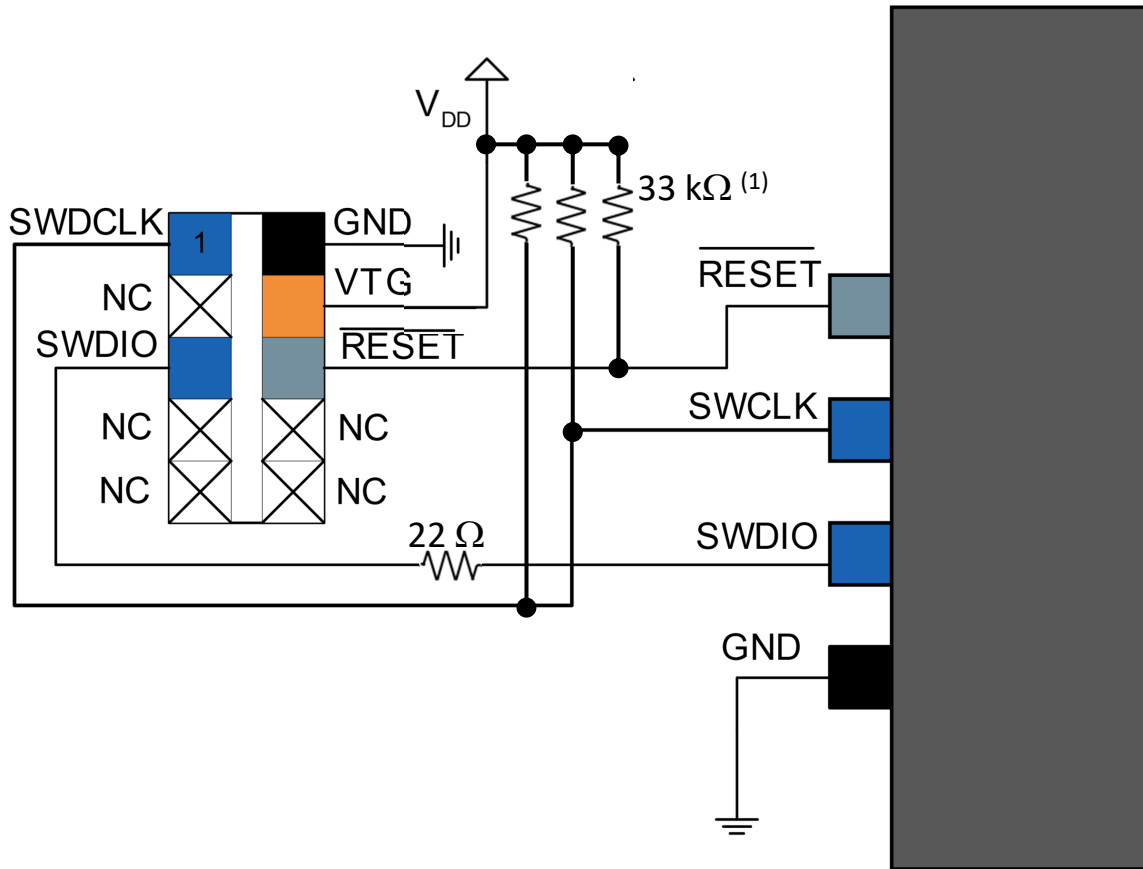 V DD
33 kΩ (1)
SWDCLK
1
GND
RESET
NC
VTG
SWDIO
RESET
SWCLK
NC
NC
NC
NC
22 Ω
SWDIO
GND